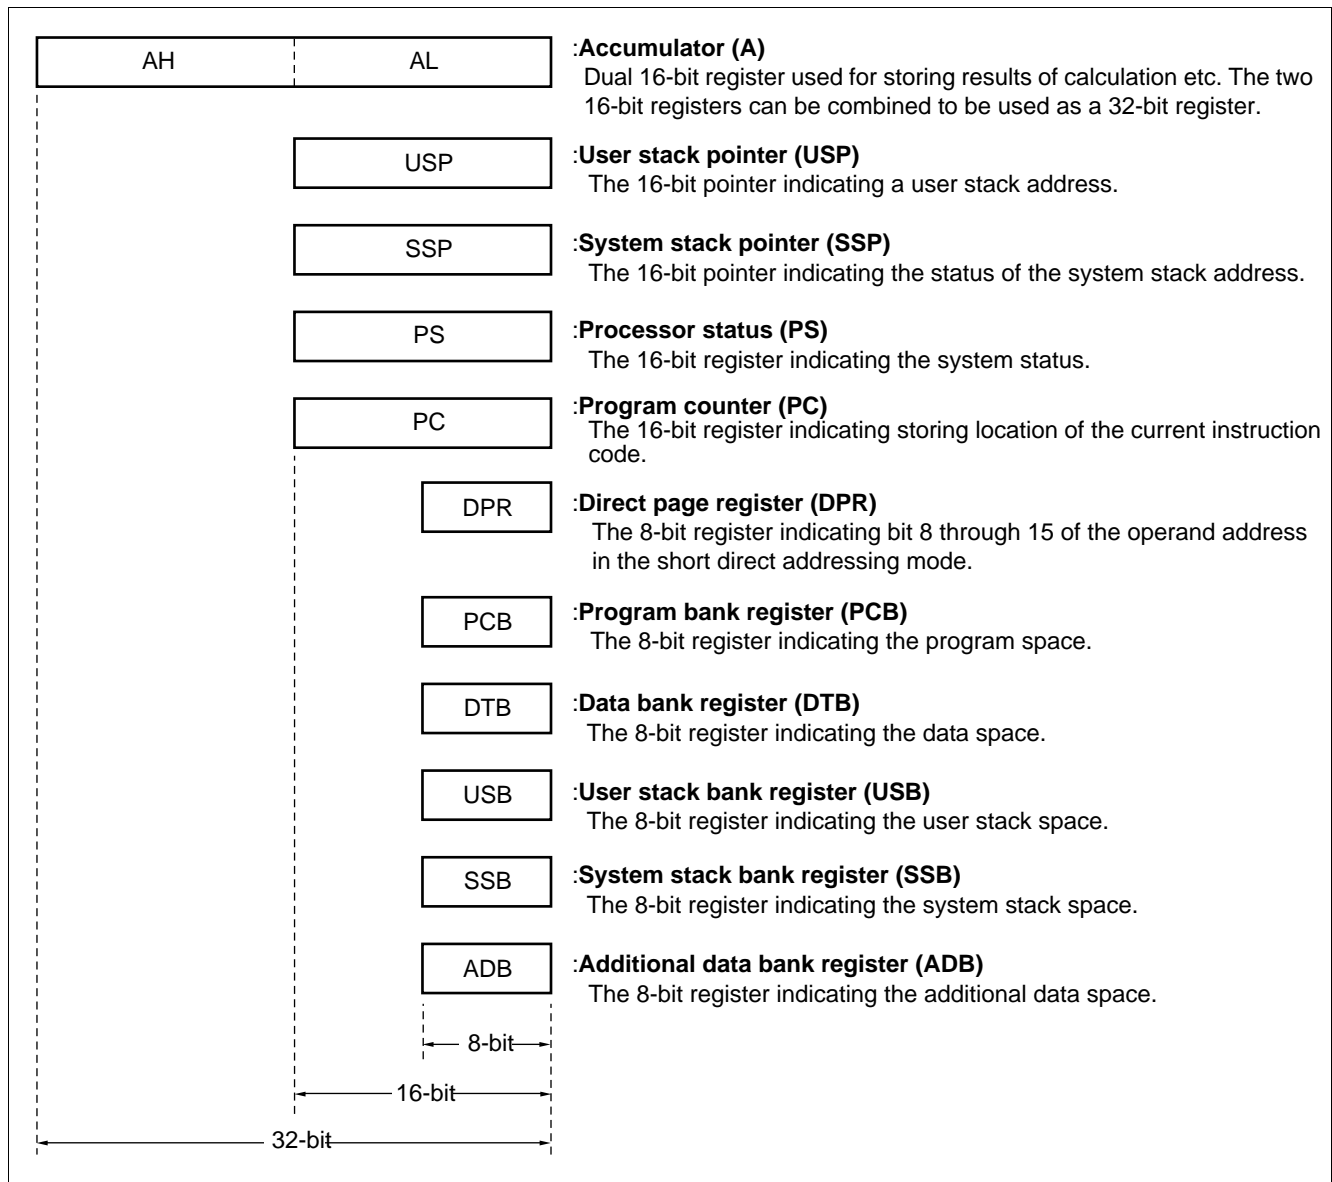 AH AL :Accumulator (A)
Dual 16-bit register used for storing results of calculation etc. The two
16-bit registers can be combined to be used as a 32-bit register.
USP :User stack pointer (USP)
The 16-bit pointer indicating a user stack address.
SSP :System stack pointer (SSP)
The 16-bit pointer indicating the status of the system stack address.
PS :Processor status (PS)
The 16-bit register indicating the system status.
PC :Program counter (PC)
The 16-bit register indicating storing location of the current instruction
code.
DPR :Direct page register (DPR)
The 8-bit register indicating bit 8 through 15 of the operand address
in the short direct addressing mode.
PCB :Program bank register (PCB)
The 8-bit register indicating the program space.
DTB :Data bank register (DTB)
The 8-bit register indicating the data space.
USB :User stack bank register (USB)
The 8-bit register indicating the user stack space.
SSB :System stack bank register (SSB)
The 8-bit register indicating the system stack space.
ADB :Additional data bank register (ADB)
The 8-bit register indicating the additional data space.
8-bit
16-bit
32-bit